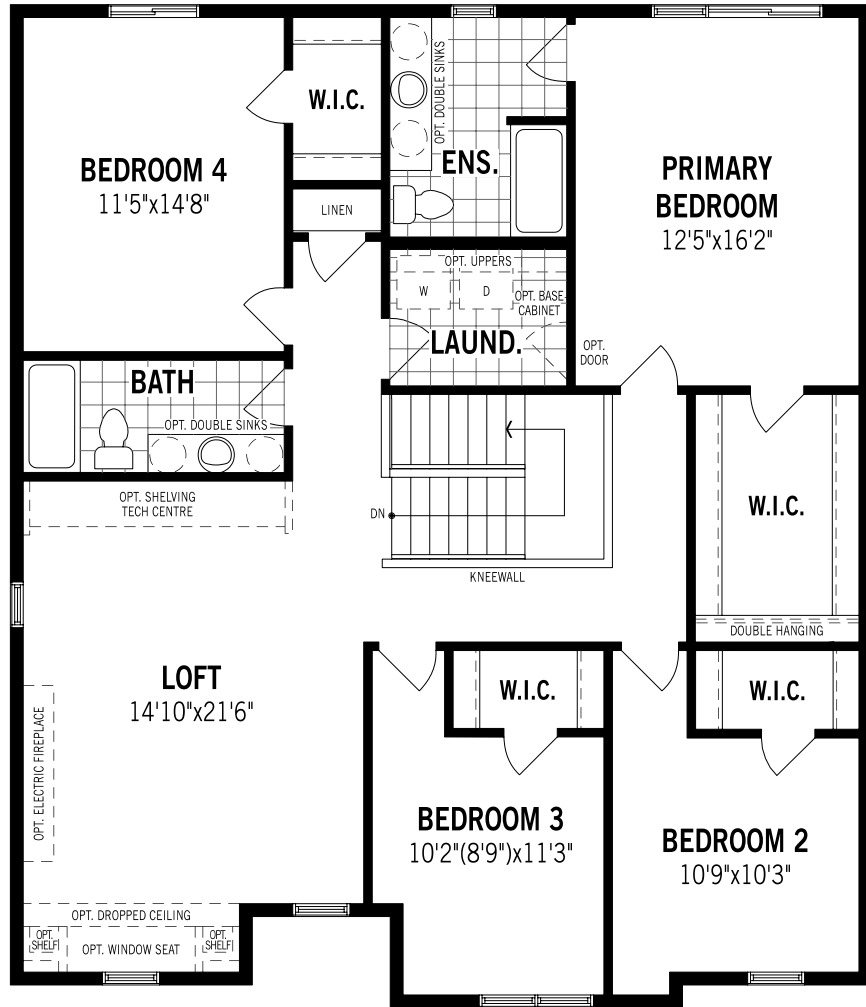 BEDROOM 4
11'5"x14'8"
W.I.C.
LINEN
OPT. DOUBLE SINKS
ENS.
PRIMARY
BEDROOM
12'5"x16'2"
OPT. UPPERS
W
D
OPT. BASE
CABINET
LAUND.
OPT.
DOOR
BATH
OPT. DOUBLE SINKS
OPT. SHELVING
TECH CENTRE
DN
KNEEWALL
W.I.C.
DOUBLE HANGING
LOFT
14'10"x21'6"
OPT. ELECTRIC FIREPLACE
W.I.C.
W.I.C.
BEDROOM 3
10'2"(8'9")x11'3"
BEDROOM 2
10'9"x10'3"
OPT. DROPPED CEILING
OPT.
SHELF
OPT. WINDOW SEAT
OPT.
SHELF